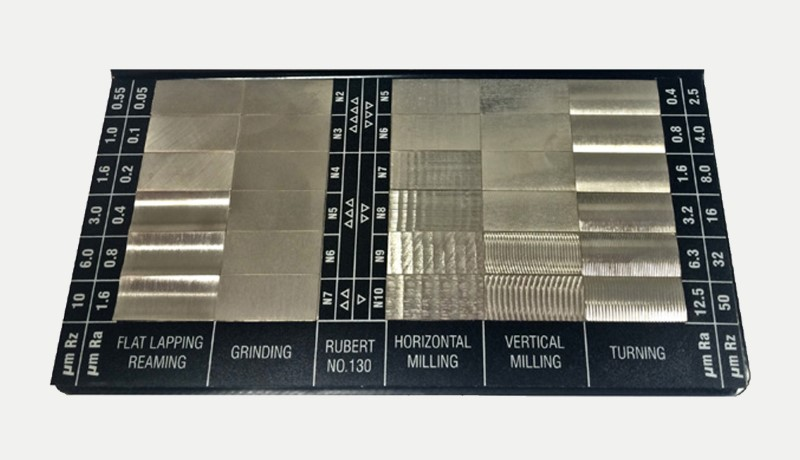 0.55 0.05 N2 N5 0.4 2.5
1.0 0.1 N3 N6 0.8 4.0
1.6 0.2 N4 N7 1.6 8.0
3.0 0.4 N5 N8 3.2 16
6.0 0.8 N6 N9 6.3 32
10 1.6 N7 N10 12.5 50
µm Rz µm Ra FLAT LAPPING REAMING GRINDING RUBERT NO.130 HORIZONTAL MILLING VERTICAL MILLING TURNING µm Ra µm Rz